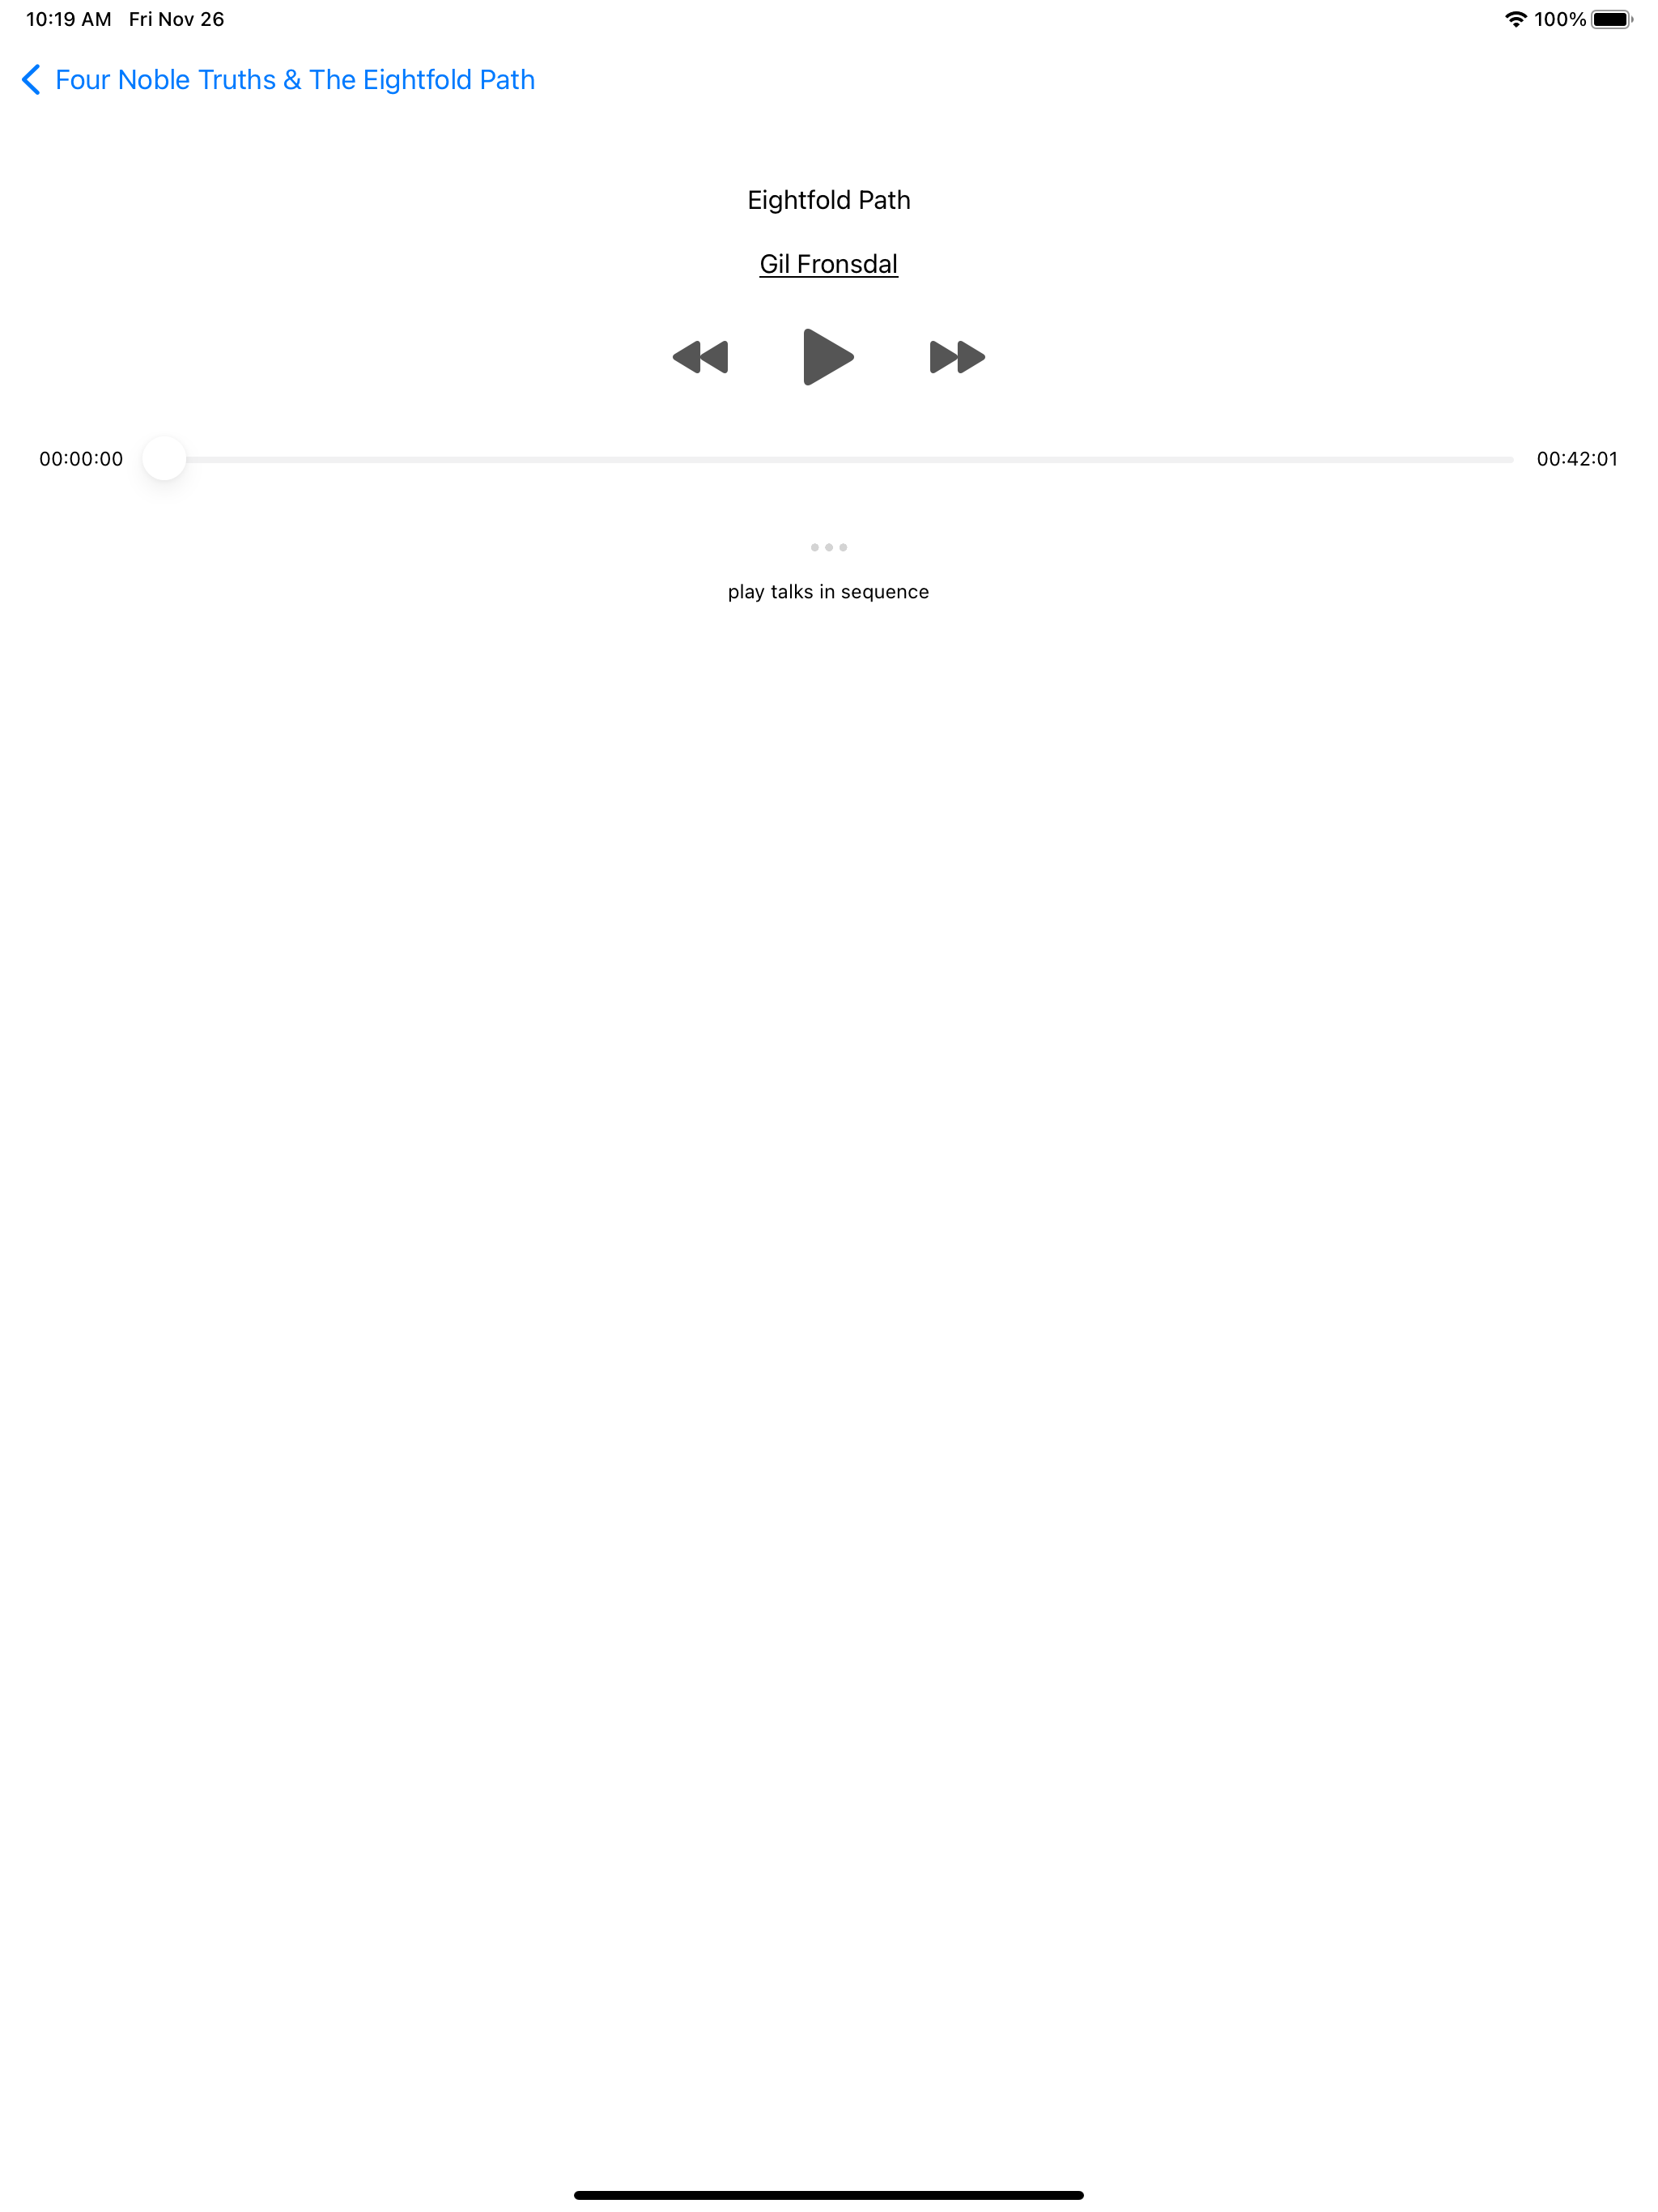 10:19 AM Fri Nov 26
100%
Four Noble Truths & The Eightfold Path
Eightfold Path
Gil Fronsdal
00:00:00
00:42:01
play talks in sequence